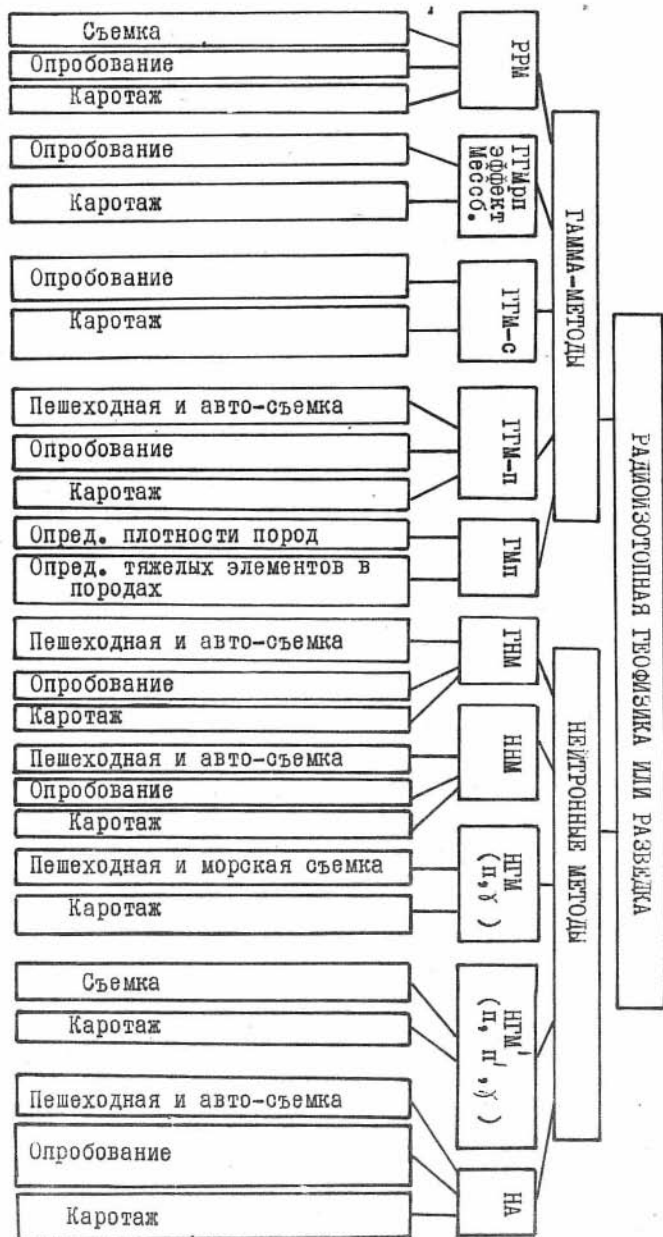 РАДИОИЗОТОПНАЯ ГЕОФИЗИКА ИЛИ РАЗВЕДКА
ГАММА-МЕТОДЫ
РРМ
Съемка
Опробование
Каротаж
ГГМрп
эффект
Мессб.
Опробование
Каротаж
ГГМ-с
Опробование
Каротаж
ГГМ-п
Пешеходная и авто-съемка
Опробование
Каротаж
ГМп
Опред. плотности пород
Опред. тяжелых элементов в
породах
НЕЙТРОННЫЕ МЕТОДЫ
ГНМ
Пешеходная и авто-съемка
Опробование
Каротаж
ННМ
Пешеходная и авто-съемка
Опробование
Каротаж
НГМ
(п,γ)
Пешеходная и морская съемка
Каротаж
НГМ'
(п, п', γ)
Съемка
Каротаж
НА
Пешеходная и авто-съемка
Опробование
Каротаж